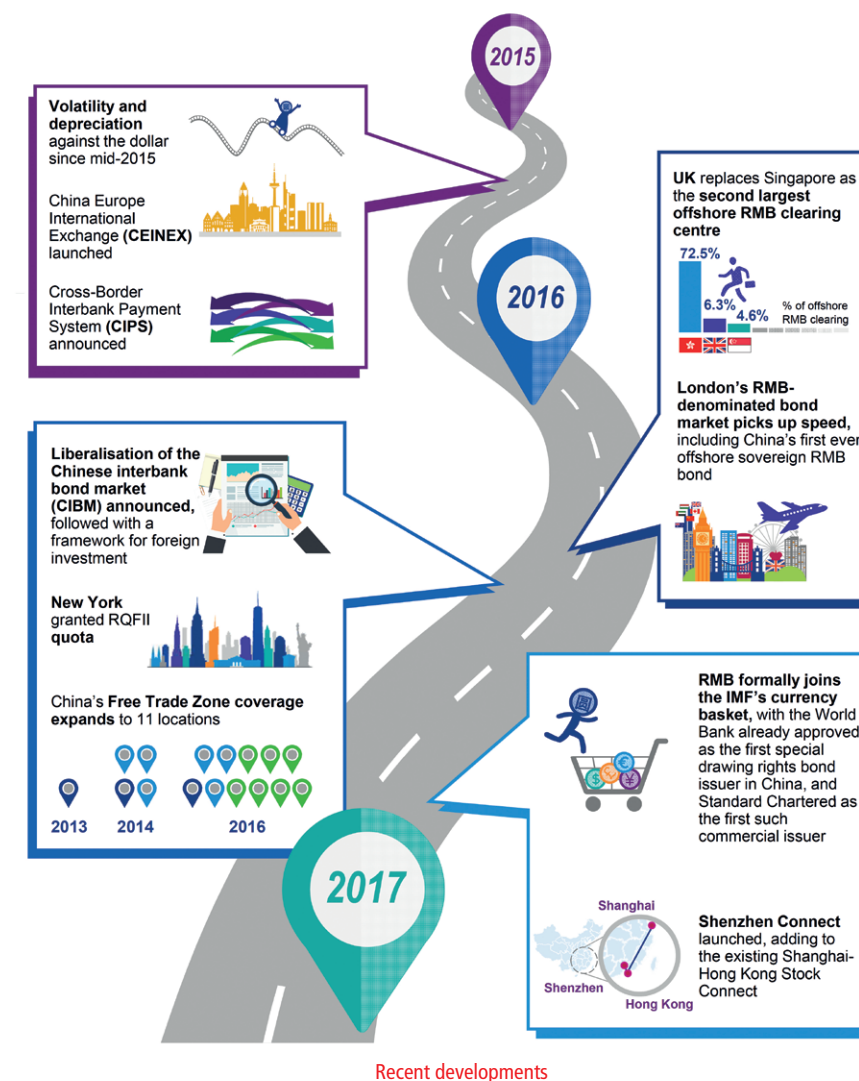 2015
Volatility and
depreciation
against the dollar
since mid-2015
China Europe
International
Exchange (CEINEX)
launched
Cross-Border
Interbank Payment
System (CIPS)
announced
2016
UK replaces Singapore as
the second largest
offshore RMB clearing
centre
72.5%
6.3%
4.6%
% of offshore
RMB clearing
London's RMB-
denominated bond
market picks up speed,
including China's first ever
offshore sovereign RMB
bond
Liberalisation of the
Chinese interbank
bond market
(CIBM) announced,
followed with a
framework for foreign
investment
New York
granted RQFII
quota
China's Free Trade Zone coverage
expands to 11 locations
2013
2014
2016
RMB formally joins
the IMF's currency
basket, with the World
Bank already approved
as the first special
drawing rights bond
issuer in China, and
Standard Chartered as
the first such
commercial issuer
圆
$
€
¥
2017
Shanghai
Shenzhen
Hong Kong
Shenzhen Connect
launched, adding to
the existing Shanghai-
Hong Kong Stock
Connect
Recent developments